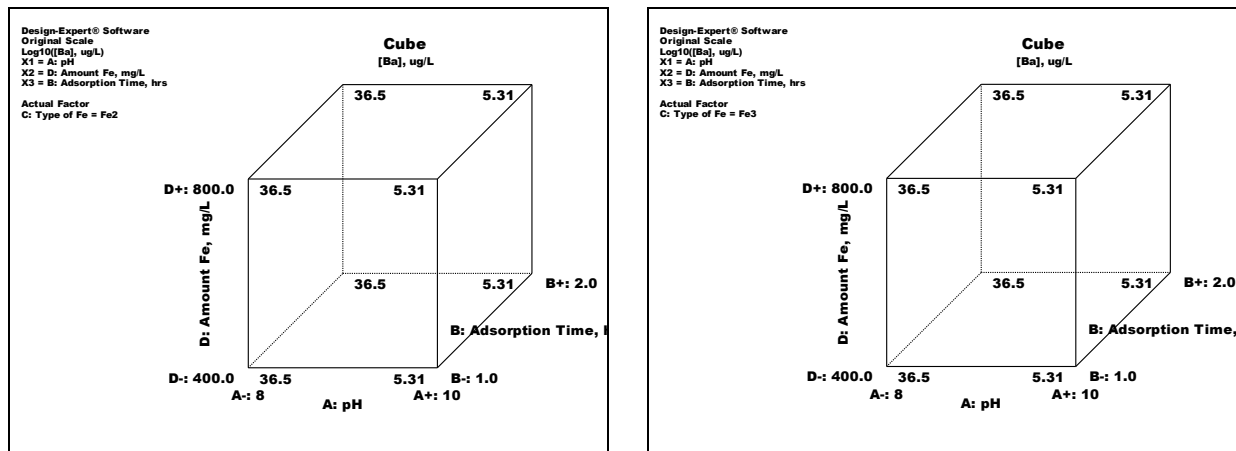 Design-Expert® Software
Original Scale
Log10([Ba], ug/L)
X1 = A: pH
X2 = D: Amount Fe, mg/L
X3 = B: Adsorption Time, hrs
Actual Factor
C: Type of Fe = Fe2
Cube
[Ba], ug/L
36.5 5.31
D+: 800.0 36.5 5.31
D: Amount Fe, mg/L
36.5 5.31 B+: 2.0
B: Adsorption Time,
D-: 400.0 36.5 5.31 B-: 1.0
A-: 8 A+: 10
A: pH
Design-Expert® Software
Original Scale
Log10([Ba], ug/L)
X1 = A: pH
X2 = D: Amount Fe, mg/L
X3 = B: Adsorption Time, hrs
Actual Factor
C: Type of Fe = Fe3
Cube
[Ba], ug/L
36.5 5.31
D+: 800.0 36.5 5.31
D: Amount Fe, mg/L
36.5 5.31 B+: 2.0
B: Adsorption Time,
D-: 400.0 36.5 5.31 B-: 1.0
A-: 8 A+: 10
A: pH